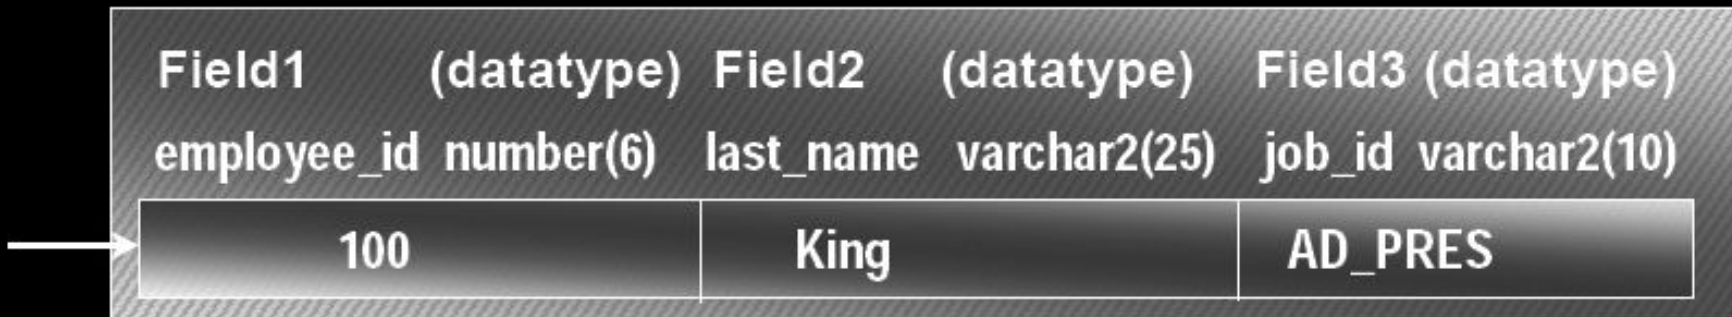 Field1 (datatype) Field2 (datatype) Field3 (datatype)
employee_id number(6) last_name varchar2(25) job_id varchar2(10)
100 King AD_PRES